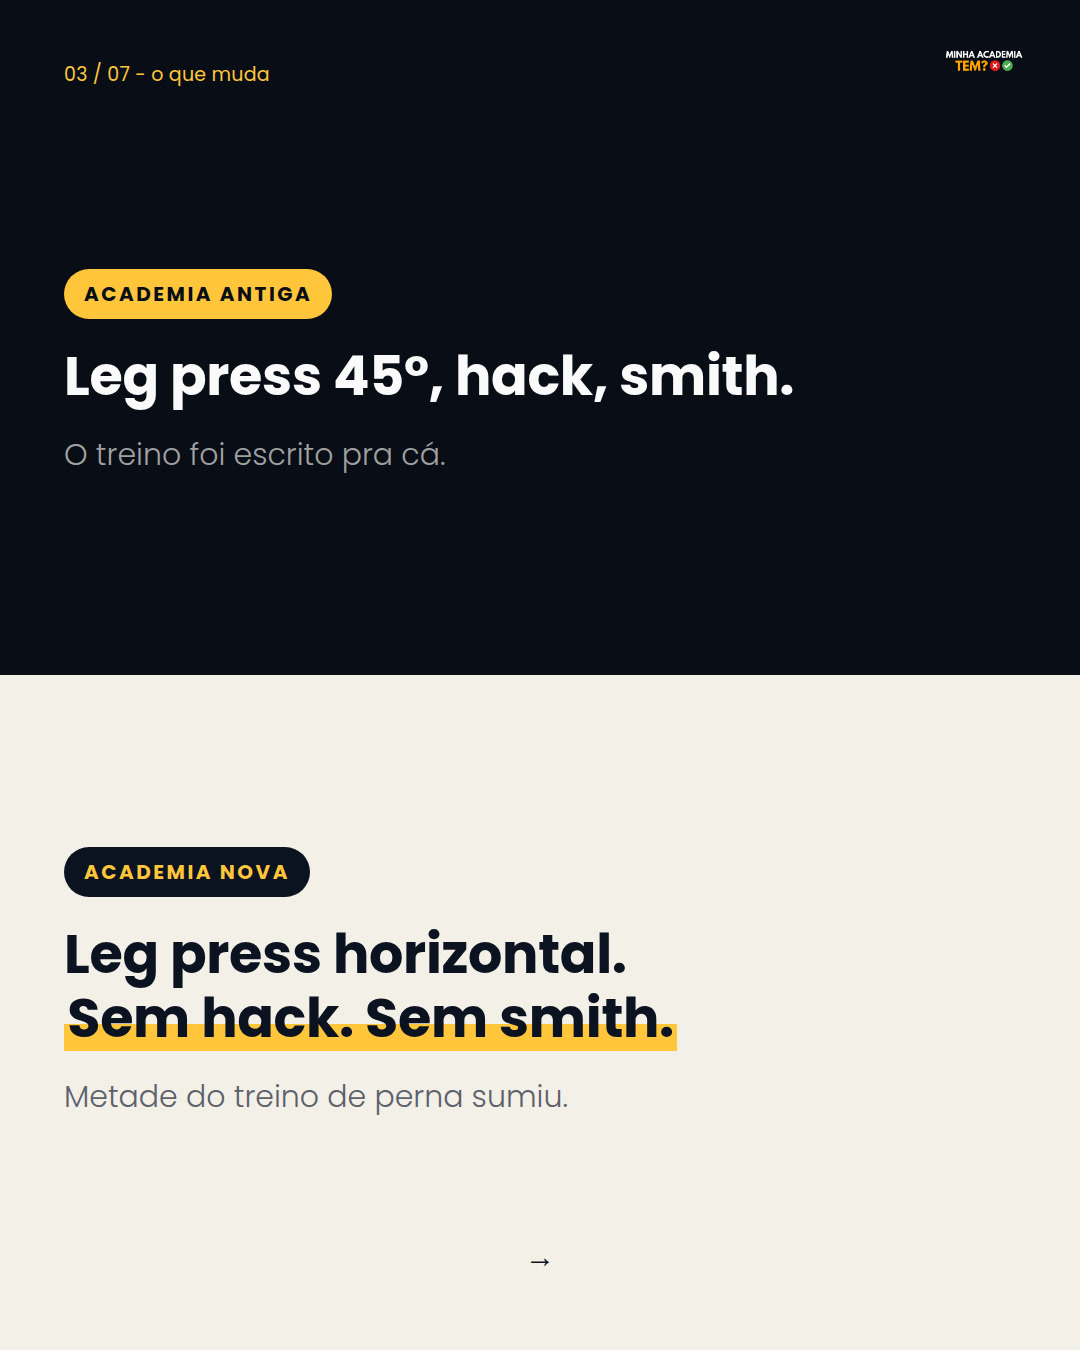 03 / 07 - o que muda
MINHA ACADEMIA
TEM?
ACADEMIA ANTIGA
Leg press 45°, hack, smith.
O treino foi escrito pra cá.
ACADEMIA NOVA
Leg press horizontal.
Sem hack. Sem smith.
Metade do treino de perna sumiu.
→